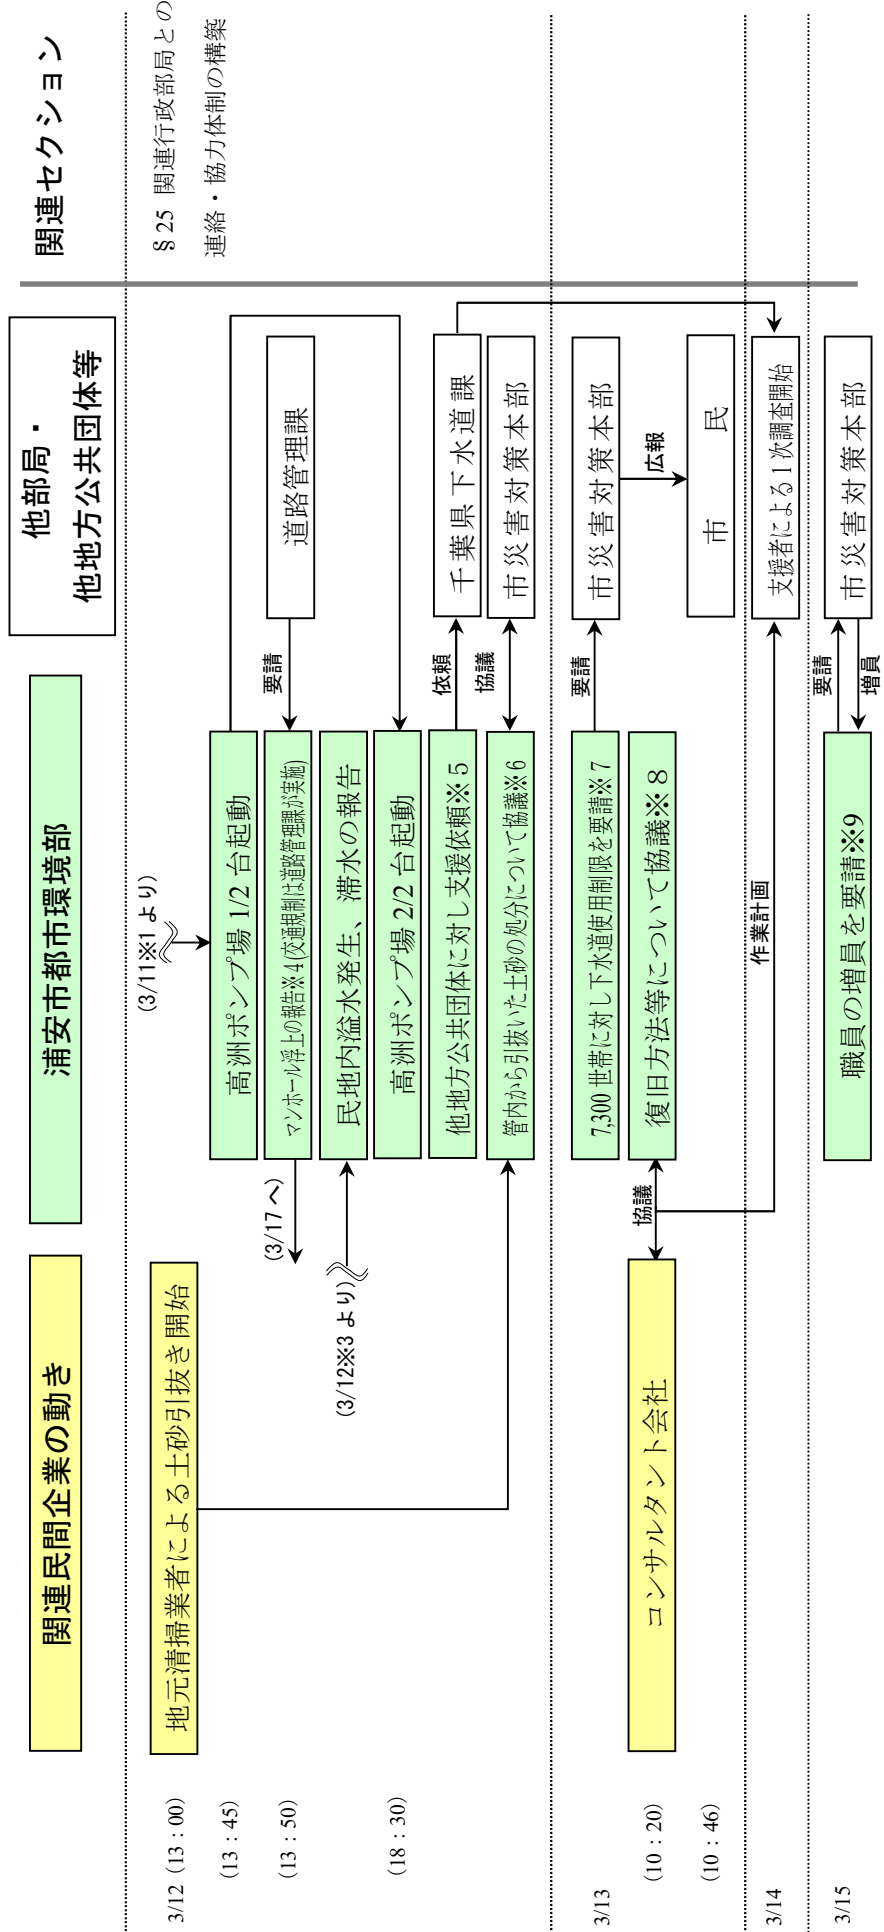 関連民間企業の動き
浦安市都市環境部
他部局・
他地方公共団体等
関連セクション
3/12 (13：00)
地元清掃業者による土砂引抜き開始
(3/11※1 より)
§25 関連行政部局との
連絡・協力体制の構築
(13：45)
高洲ポンプ場 1/2 台起動
(13：50)
(3/17 へ)
マンホール浮上の報告※4(交通規制は道路管理課が実施)
要請
道路管理課
(3/12※3 より)
民地内溢水発生、滞水の報告
(18：30)
高洲ポンプ場 2/2 台起動
他地方公共団体に対し支援依頼※5
依頼
千葉県下水道課
管内から引抜いた土砂の処分について協議※6
協議
市災害対策本部
3/13
7,300 世帯に対し下水道使用制限を要請※7
要請
市災害対策本部
(10：20)
コンサルタント会社
協議
復旧方法等について協議※8
広報
(10：46)
市民
3/14
作業計画
支援者による1次調査開始
3/15
職員の増員を要請※9
要請
増員
市災害対策本部